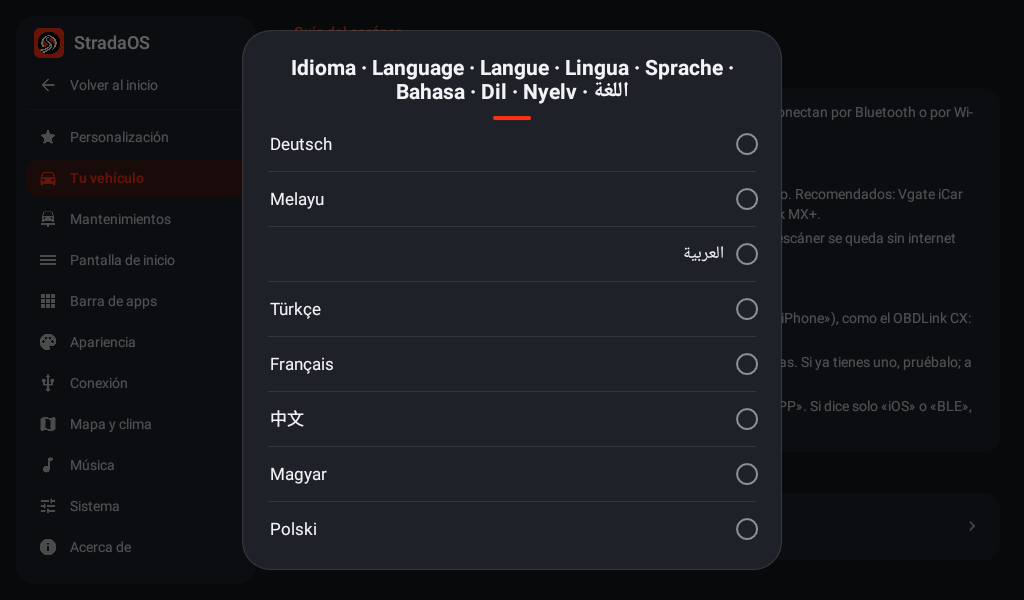 StradaOS
Volver al inicio
Personalización
Tu vehículo
Mantenimientos
Pantalla de inicio
Barra de apps
Apariencia
Conexión
Mapa y clima
Música
Sistema
Acerca de
Idioma · Language · Langue · Lingua · Sprache ·
Bahasa · Dil · Nyelv · اللغة
Deutsch
Melayu
العربية
Türkçe
Français
中文
Magyar
Polski
onectan por Bluetooth o por Wi-
o. Recomendados: Vgate iCar
MX+.
escáner se queda sin internet
iPhone»), como el OBDLink CX:
as. Si ya tienes uno, pruébalo; a
PP». Si dice solo «iOS» o «BLE»,